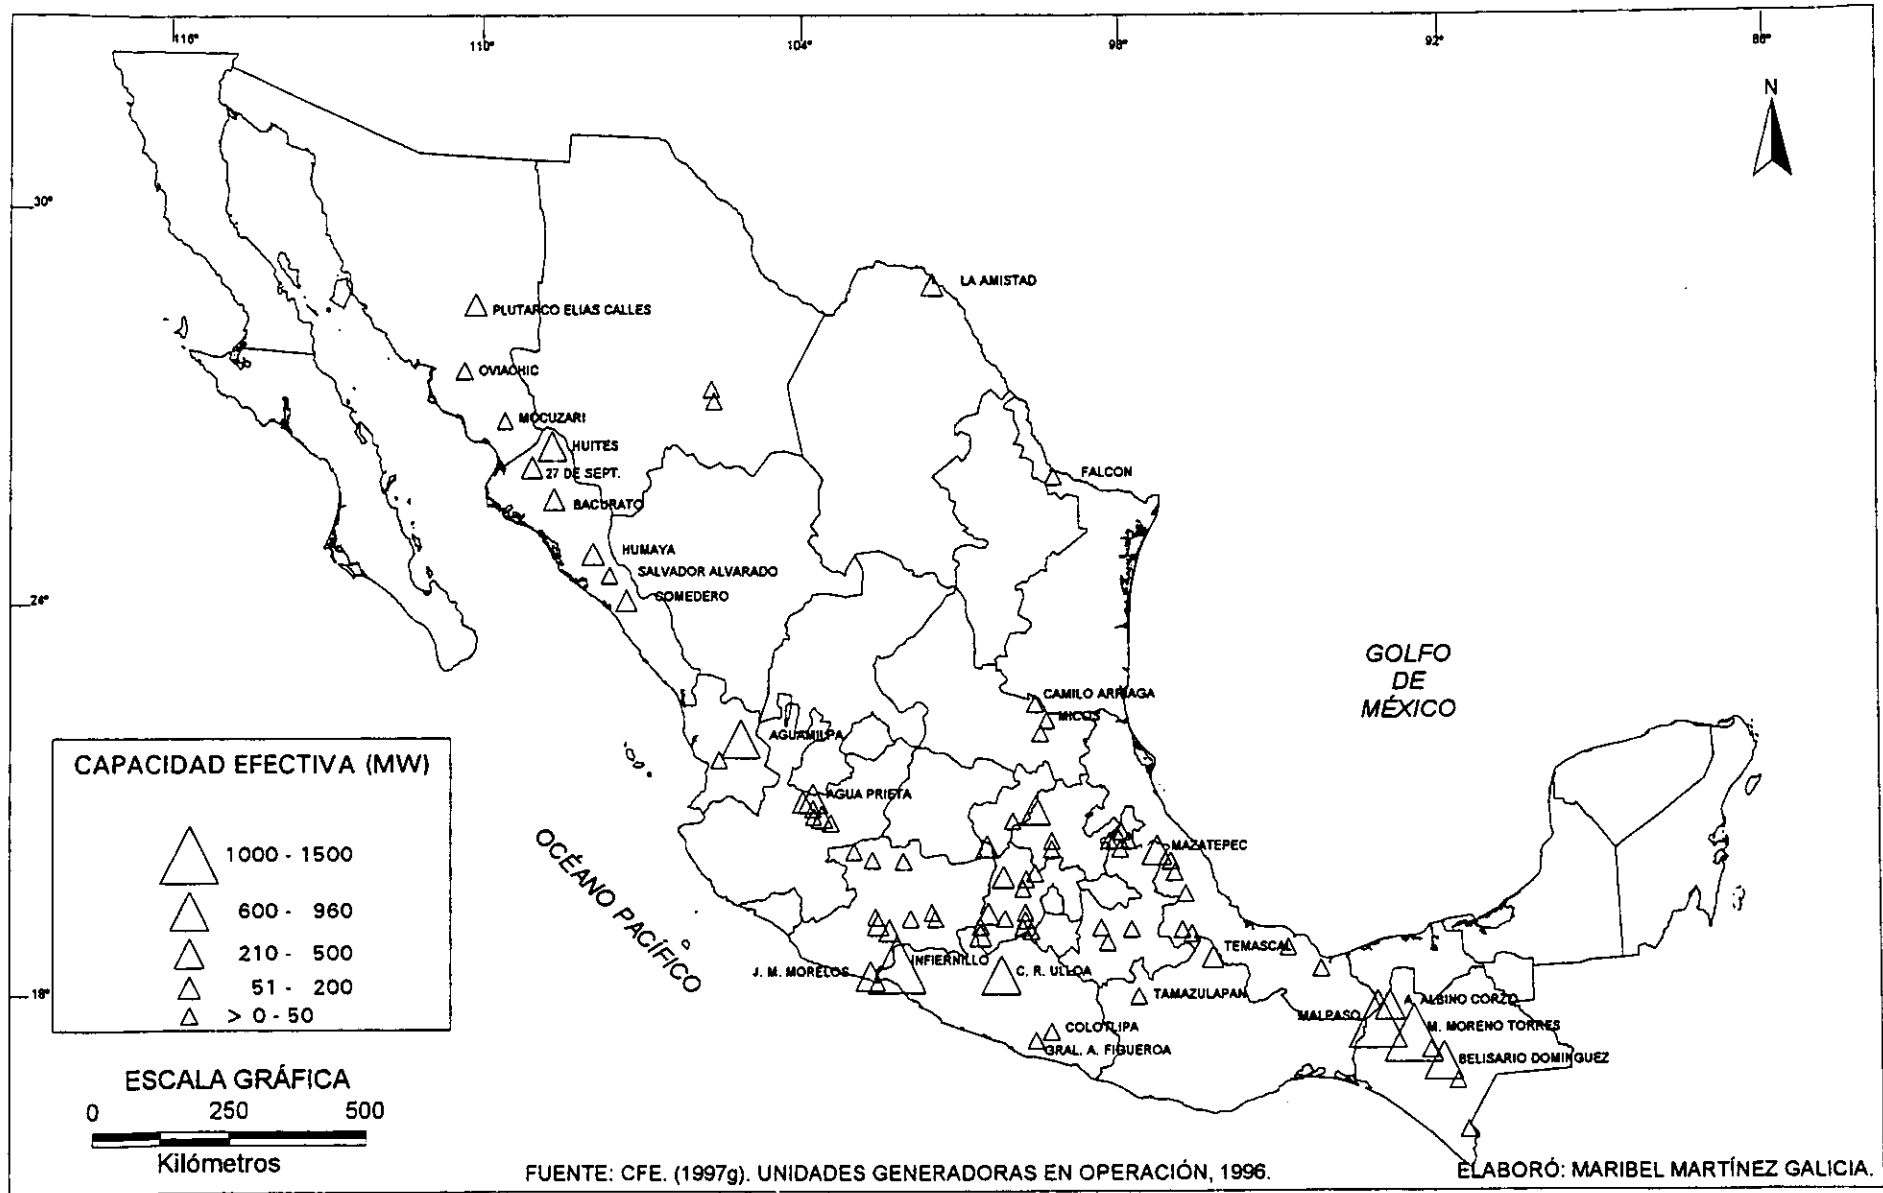 116°
110°
104°
98°
92°
86°
N
30°
24°
18°
LA AMISTAD
PLUTARCO ELIAS CALLES
OVIACHIC
MOCUZARI
HUITES
27 DE SEPT.
BACURATO
FALCON
HUMAYA
SALVADOR ALVARADO
COMEDERO
CAMILO ARRIAGA
MICOS
AGUAMILPA
AGUA PRIETA
MAZATEPEC
TEMASCAL
INFIERNILLO
J. M. MORELOS
C. R. ULLOA
TAMAZULAPAN
COLOTLIPA
GRAL. A. FIGUEROA
MALPASO
A. ALBINO CORZO
M. MORENO TORRES
BELISARIO DOMINGUEZ
GOLFO
DE
MÉXICO
OCÉANO PACÍFICO
CAPACIDAD EFECTIVA (MW)
1000 - 1500
600 - 960
210 - 500
51 - 200
> 0 - 50
ESCALA GRÁFICA
0 250 500
Kilómetros
FUENTE: CFE. (1997g). UNIDADES GENERADORAS EN OPERACIÓN, 1996.
ELABORÓ: MARIBEL MARTÍNEZ GALICIA.